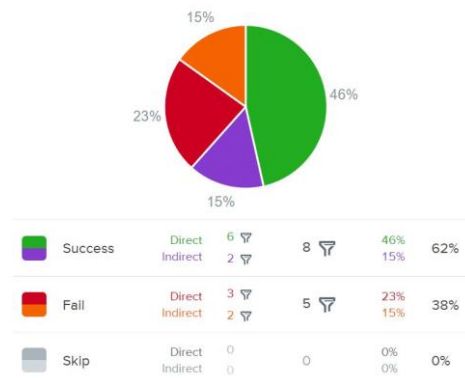 15%
46%
23%
15%
Success Direct 6 8 46% 62%
Indirect 2 15%
Fail Direct 3 5 23% 38%
Indirect 2 15%
Skip Direct 0 0 0% 0%
Indirect 0 0%